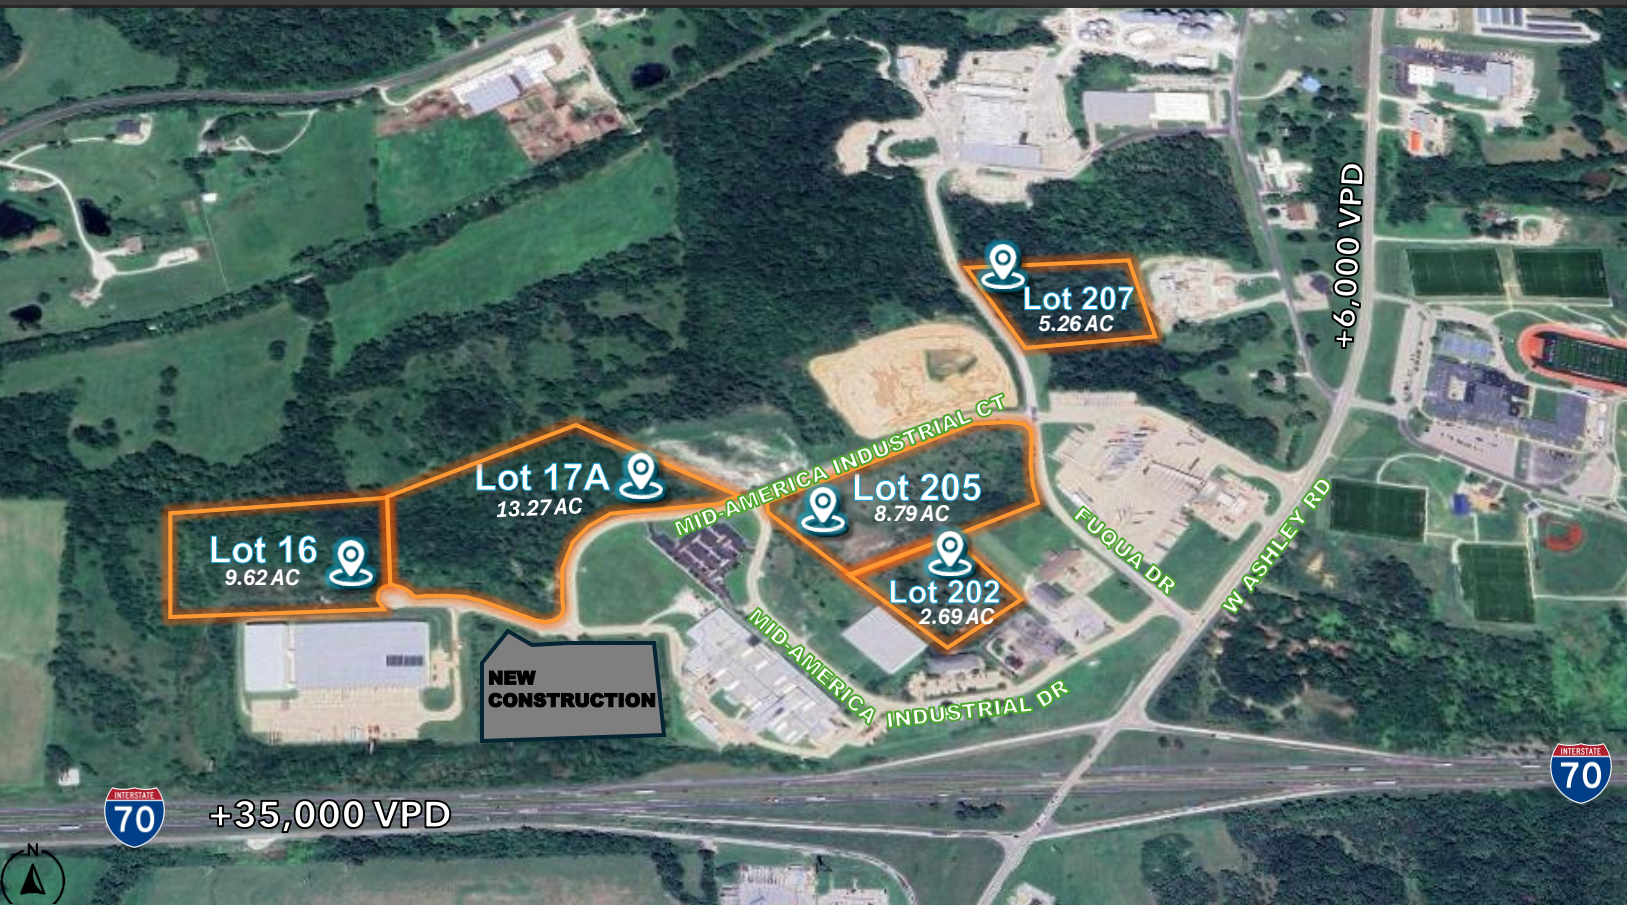 +6,000 VPD
Lot 207
5.26 AC
MID-AMERICA INDUSTRIAL CT
Lot 17A
13.27 AC
Lot 205
8.79 AC
Lot 16
9.62 AC
Lot 202
2.69 AC
FUQUA DR
W ASHLEY RD
MID-AMERICA INDUSTRIAL DR
NEW
CONSTRUCTION
INTERSTATE
70
INTERSTATE
70
+35,000 VPD
N